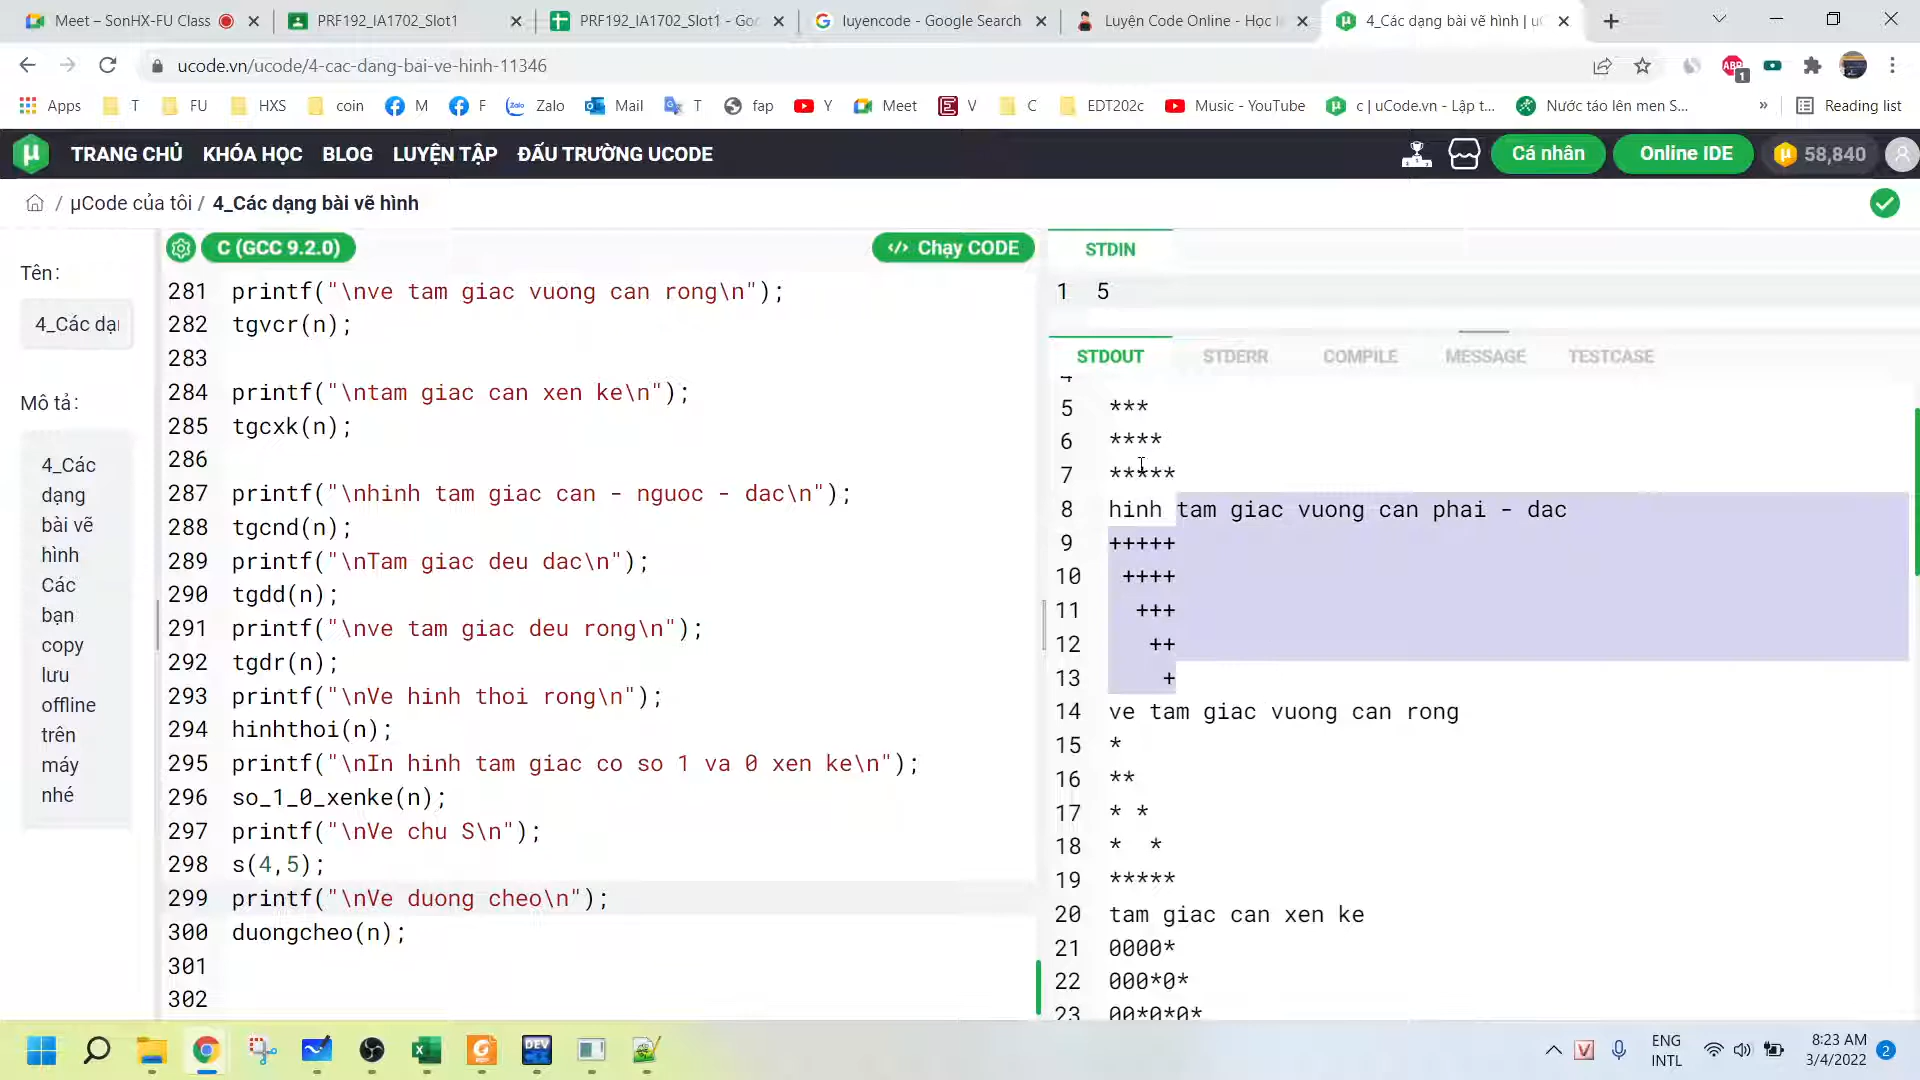 Meet – SonHX-FU Class
PRF192_IA1702_Slot1
PRF192_IA1702_Slot1 - Goo
luyencode - Google Search
Luyện Code Online - Học l
4_Các dạng bài vẽ hình | uC
ucode.vn/ucode/4-cac-dang-bai-ve-hinh-11346
ABP
1
Apps
T
FU
HXS
coin
M
F
Zalo
Mail
T
fap
Y
Meet
V
C
EDT202c
Music - YouTube
c | uCode.vn - Lập t...
Nước táo lên men S...
»
Reading list
µ
TRANG CHỦ
KHÓA HỌC
BLOG
LUYỆN TẬP
ĐẤU TRƯỜNG UCODE
Cá nhân
Online IDE
58,840
/ µCode của tôi / 4_Các dạng bài vẽ hình
Tên:
4_Các dạ
Mô tả:
4_Các
dạng
bài vẽ
hình
Các
bạn
copy
lưu
offline
trên
máy
nhé
C (GCC 9.2.0)
</> Chạy CODE
281 printf("\nve tam giac vuong can rong\n");
282 tgvcr(n);
283
284 printf("\ntam giac can xen ke\n");
285 tgcxk(n);
286
287 printf("\nhinh tam giac can - nguoc - dac\n");
288 tgcnd(n);
289 printf("\nTam giac deu dac\n");
290 tgdd(n);
291 printf("\nve tam giac deu rong\n");
292 tgdr(n);
293 printf("\nVe hinh thoi rong\n");
294 hinhthoi(n);
295 printf("\nIn hinh tam giac co so 1 va 0 xen ke\n");
296 so_1_0_xenke(n);
297 printf("\nVe chu S\n");
298 s(4,5);
299 printf("\nVe duong cheo\n");
300 duongcheo(n);
301
302
STDIN
1 5
STDOUT
STDERR
COMPILE
MESSAGE
TESTCASE
4
5 ***
6 ****
7 *****
8 hinh tam giac vuong can phai - dac
9 +++++
10  ++++
11   +++
12    ++
13     +
14 ve tam giac vuong can rong
15 *
16 **
17 * *
18 *  *
19 *****
20 tam giac can xen ke
21 0000*
22 000*0*
23 00*0*0*
DEV
V
ENG
INTL
8:23 AM
3/4/2022
2